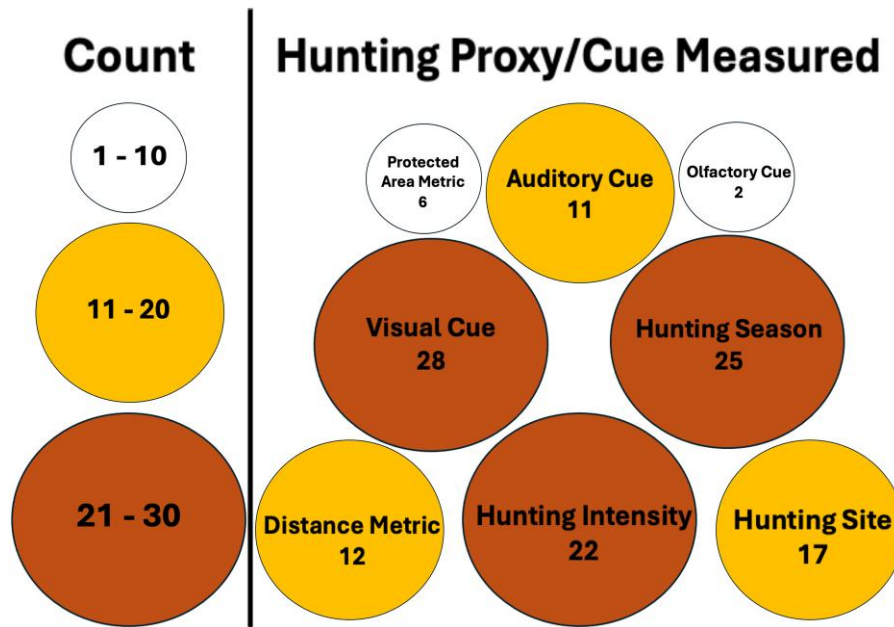 Count
1 - 10
11 - 20
21 - 30
Hunting Proxy/Cue Measured
Protected
Area Metric
6
Auditory Cue
11
Olfactory Cue
2
Visual Cue
28
Hunting Season
25
Distance Metric
12
Hunting Intensity
22
Hunting Site
17